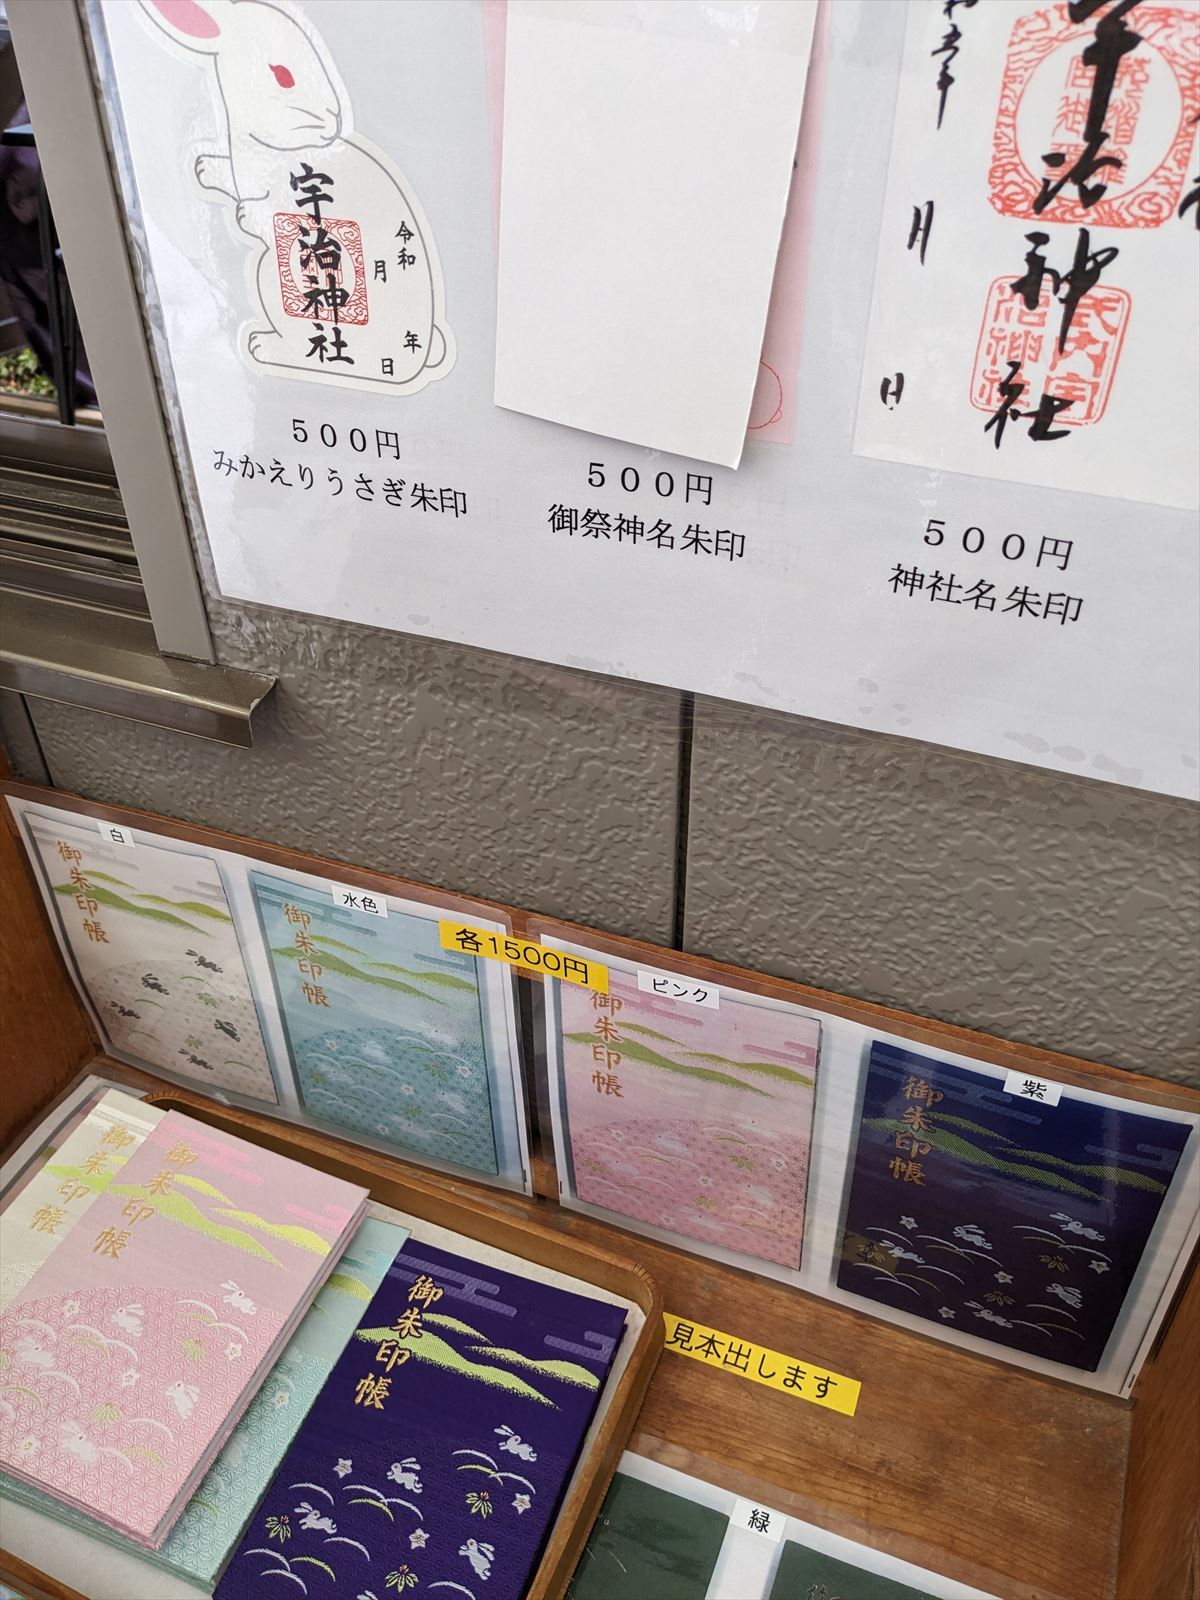 宇治神社
令和
年
月
日
500円
みかえりうさぎ朱印
500円
御祭神名朱印
月
日
宇治神社
500円
神社名朱印
白
御朱印帳
水色
御朱印帳
各1500円
ピンク
御朱印帳
紫
御朱印帳
御朱印帳
御朱印帳
御朱印帳
見本出します
緑